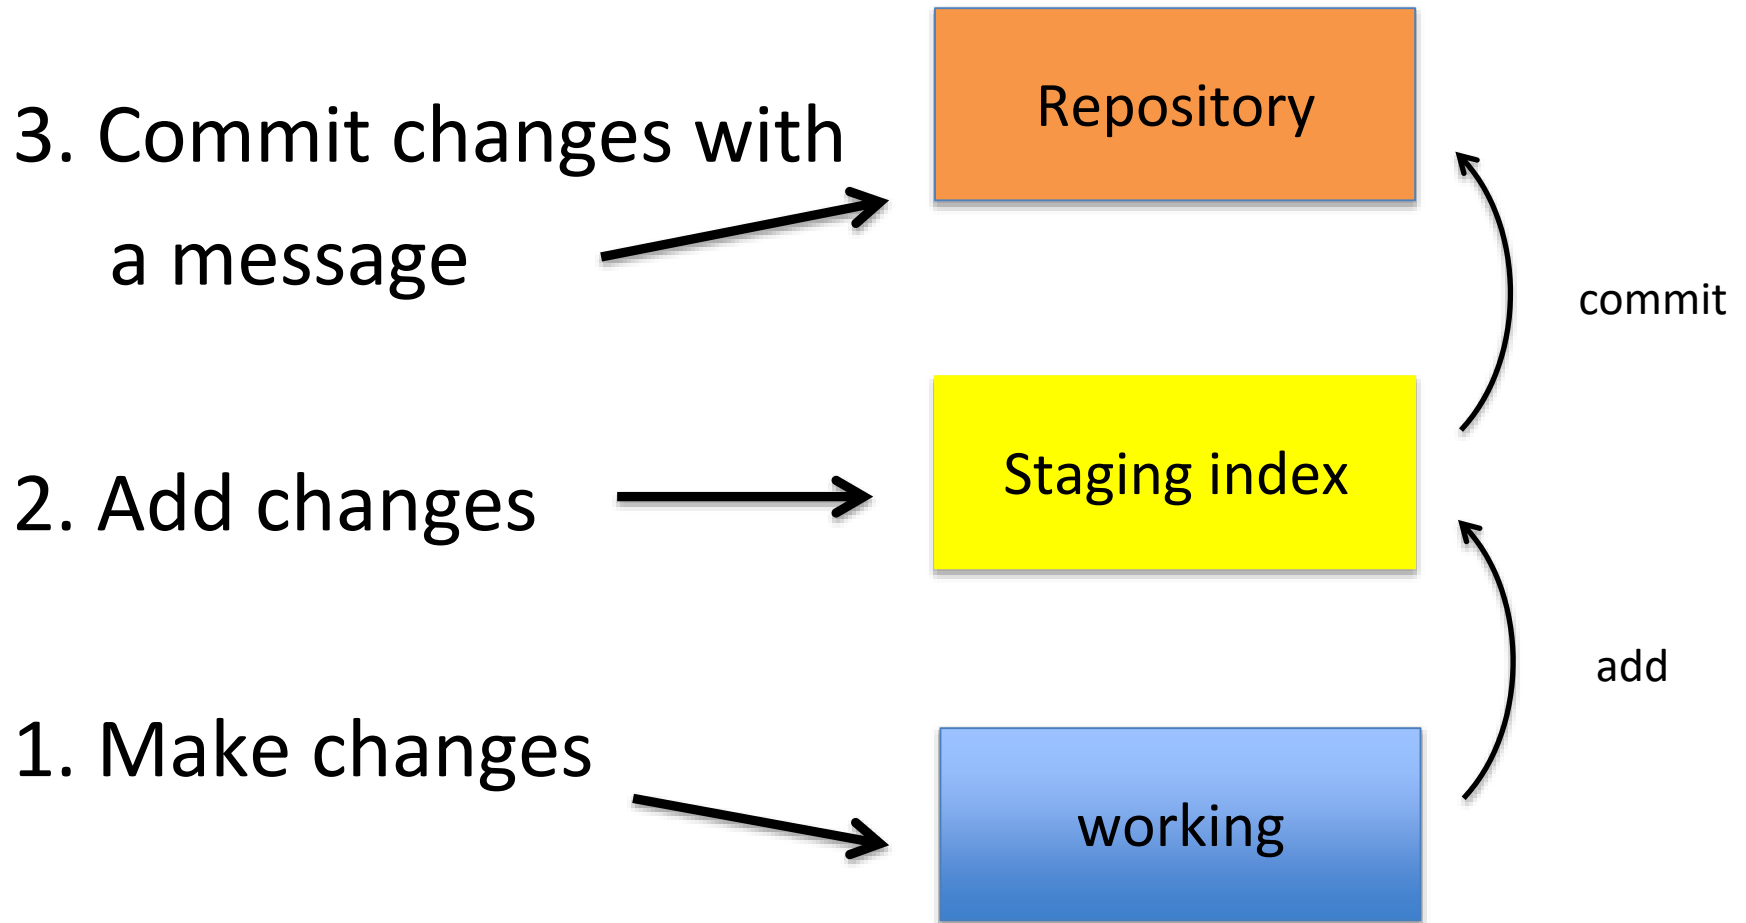 3. Commit changes with
a message
Repository
commit
2. Add changes
Staging index
add
1. Make changes
working